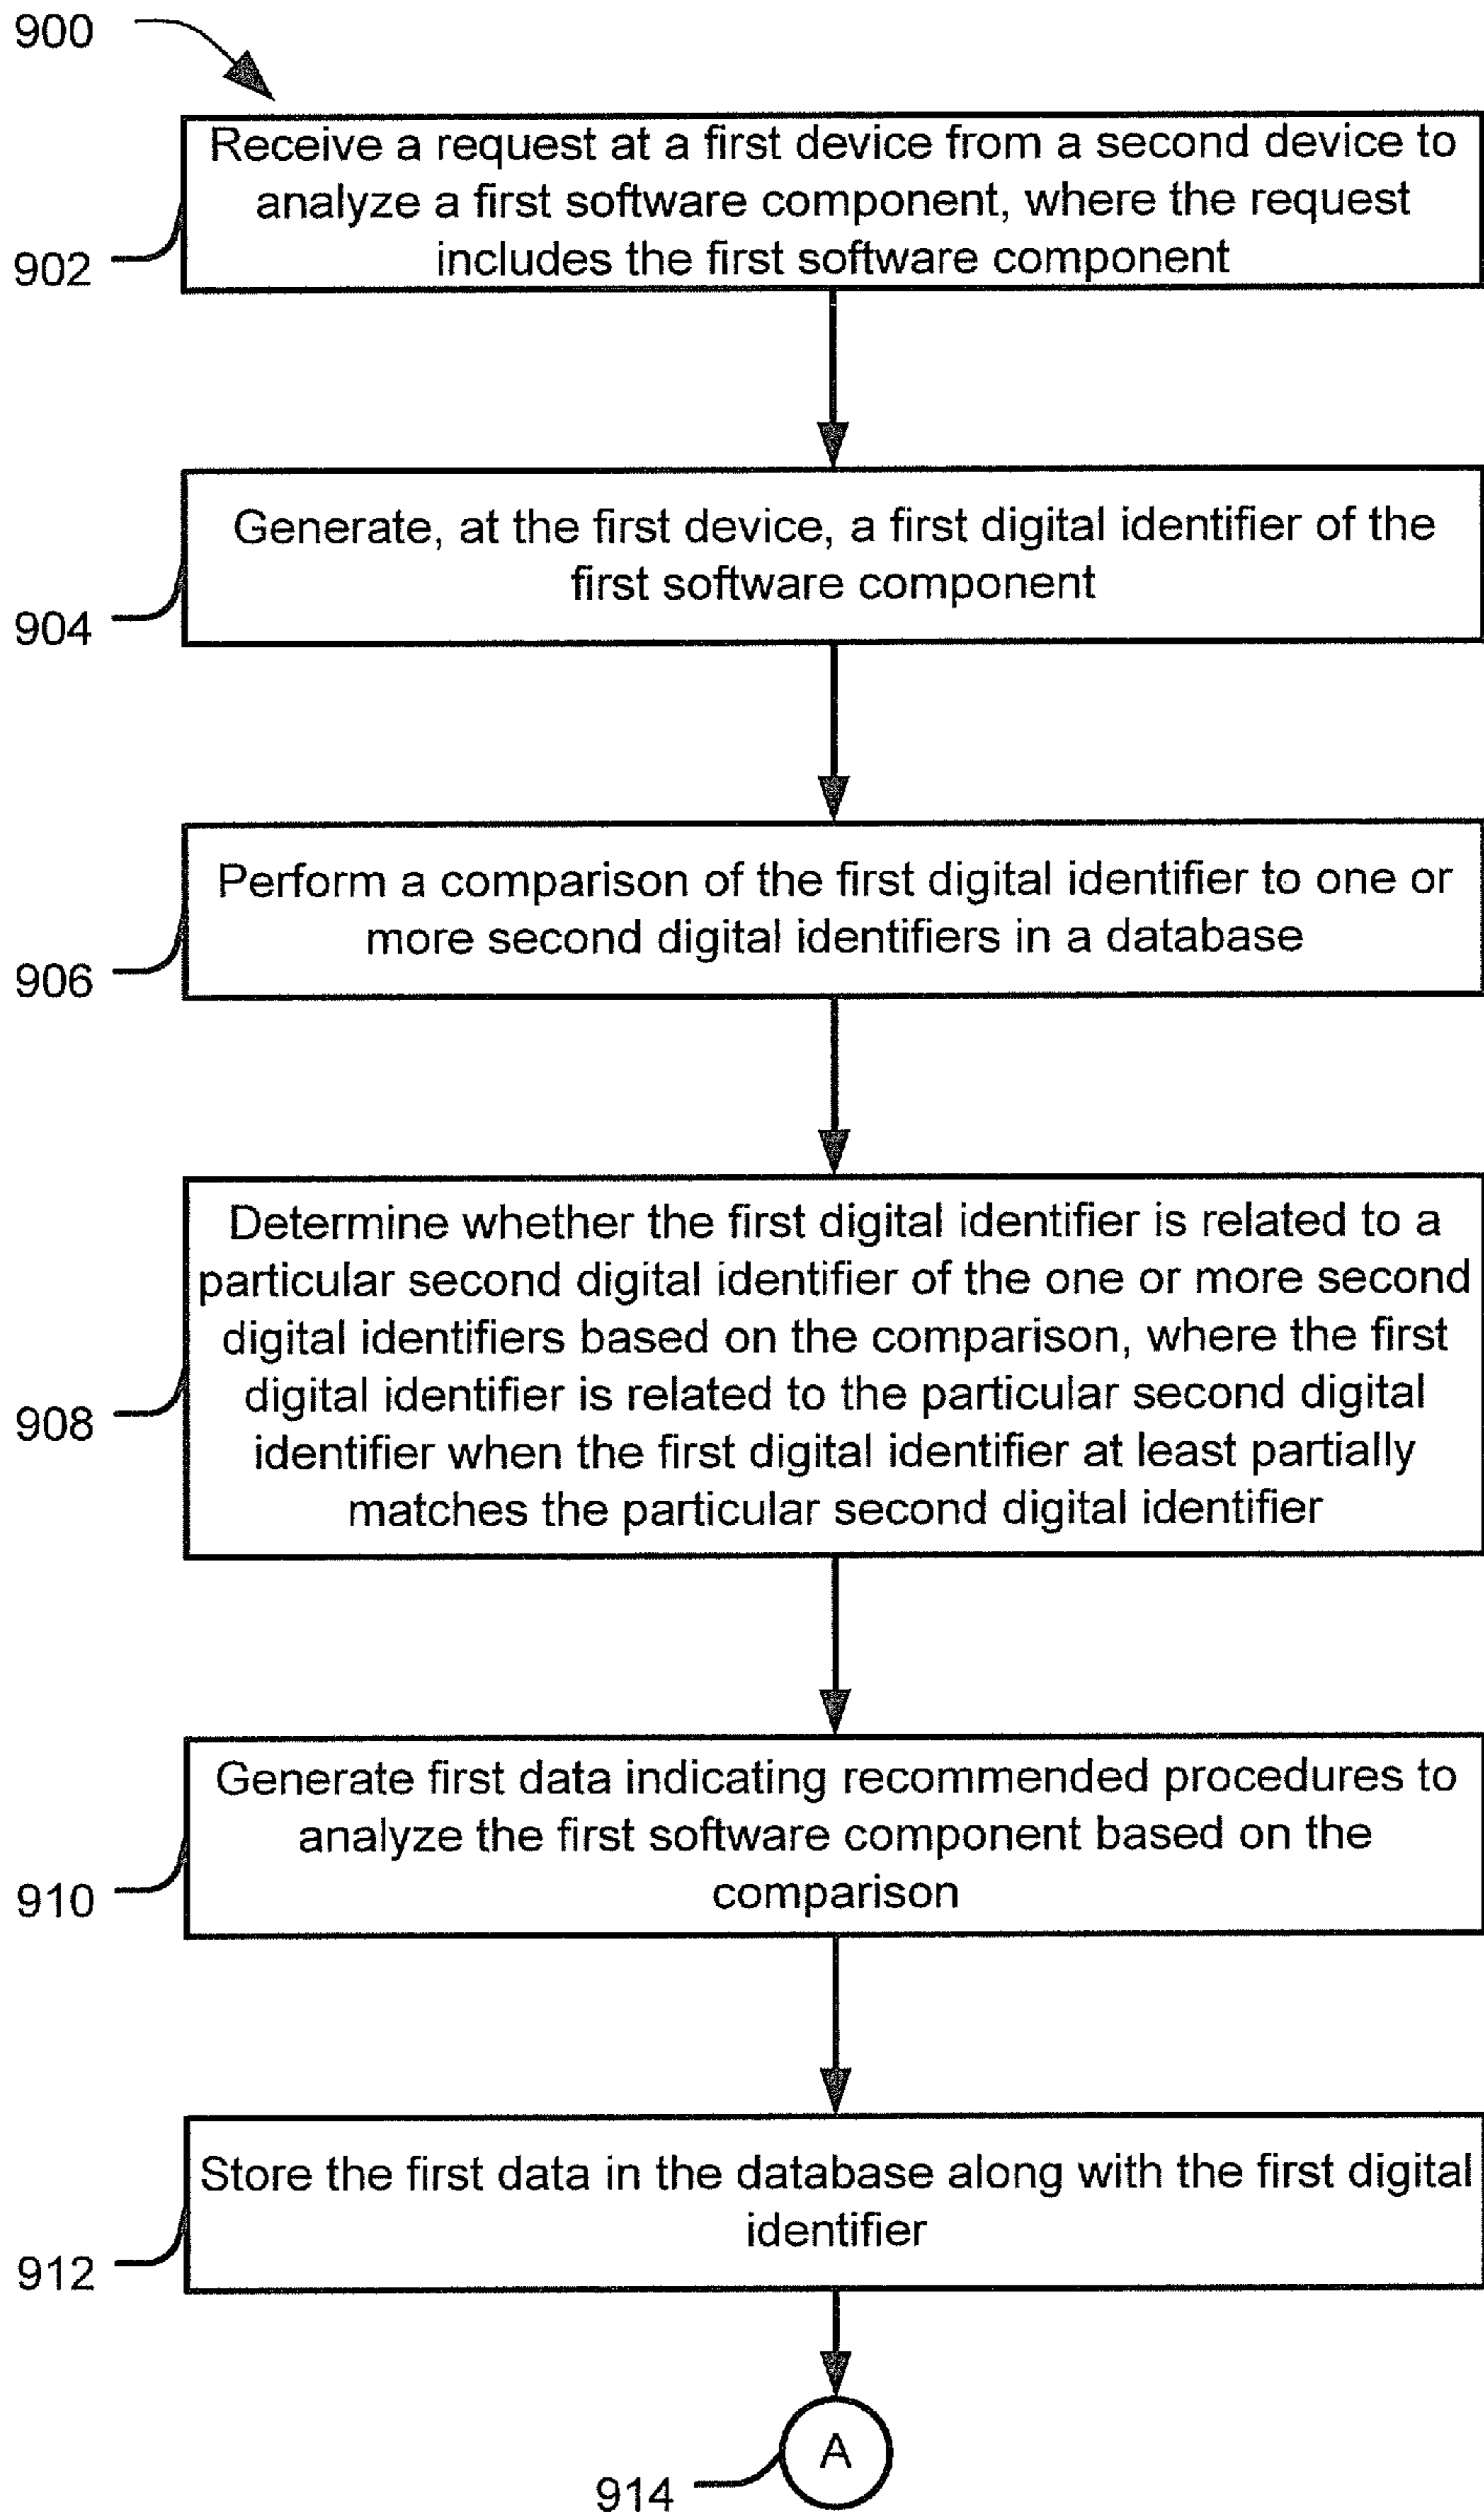 900
Receive a request at a first device from a second device to
analyze a first software component, where the request
includes the first software component
902
Generate, at the first device, a first digital identifier of the
first software component
904
Perform a comparison of the first digital identifier to one or
more second digital identifiers in a database
906
Determine whether the first digital identifier is related to a
particular second digital identifier of the one or more second
digital identifiers based on the comparison, where the first
digital identifier is related to the particular second digital
identifier when the first digital identifier at least partially
matches the particular second digital identifier
908
Generate first data indicating recommended procedures to
analyze the first software component based on the
comparison
910
Store the first data in the database along with the first digital
identifier
912
A
914